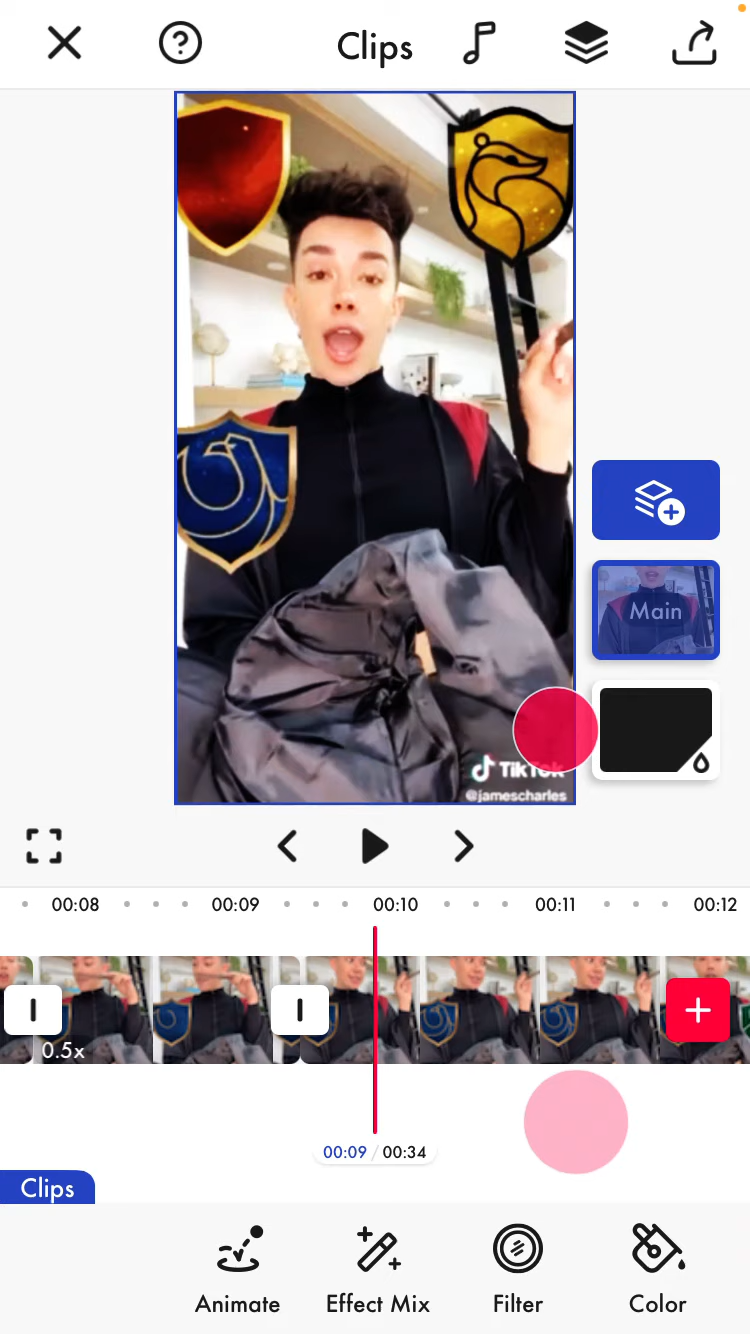 Clips
Main
TikTok
@jamescharles
00:08 00:09 00:10 00:11 00:12
0.5x
00:09 / 00:34
Clips
Animate Effect Mix Filter Color